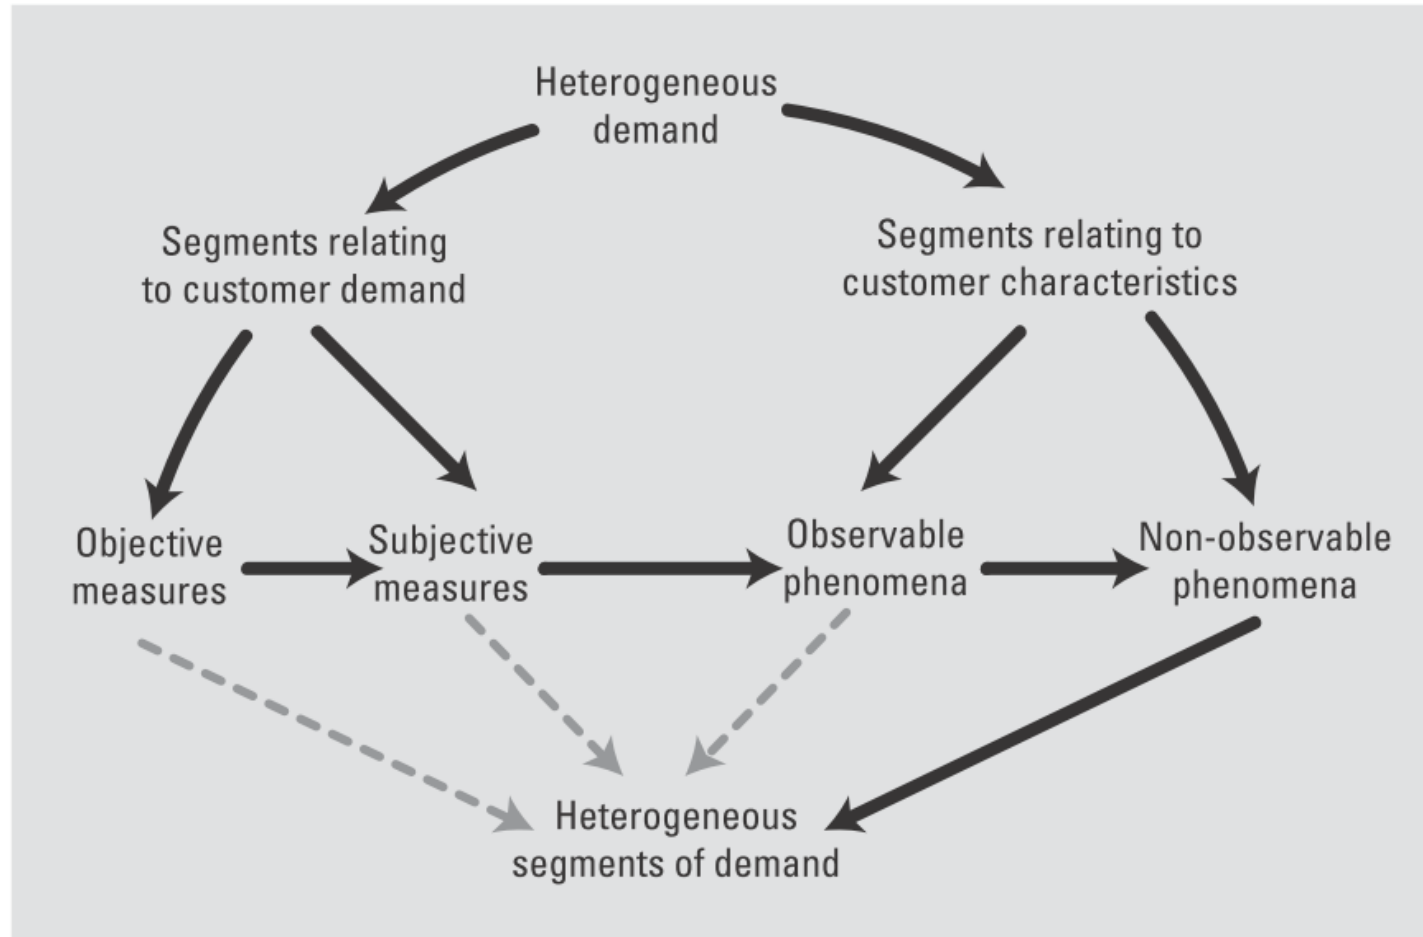 Heterogeneous
demand
Segments relating
to customer demand
Segments relating to
customer characteristics
Objective
measures
Subjective
measures
Observable
phenomena
Non-observable
phenomena
Heterogeneous
segments of demand